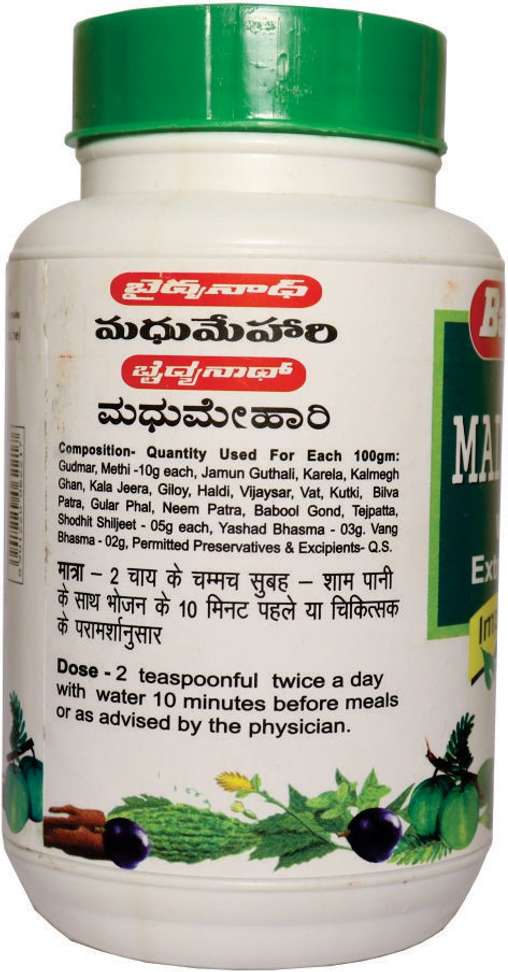 బైద్యనాథ్
మధుమేహారి
ಬೈದ್ಯನಾಥ್
ಮಧುಮೇಹಾರಿ
Composition- Quantity Used For Each 100gm:
Gudmar, Methi -10g each, Jamun Guthali, Karela, Kalmegh
Ghan, Kala Jeera, Giloy, Haldi, Vijaysar, Vat, Kutki, Bilva
Patra, Gular Phal, Neem Patra, Babool Gond, Tejpatta,
Shodhit Shiljeet - 05g each, Yashad Bhasma - 03g. Vang
Bhasma - 02g, Permitted Preservatives & Excipients- Q.S.
मात्रा – 2 चाय के चम्मच सुबह – शाम पानी
के साथ भोजन के 10 मिनट पहले या चिकित्सक
के परामर्शानुसार
Dose - 2 teaspoonful twice a day
with water 10 minutes before meals
or as advised by the physician.